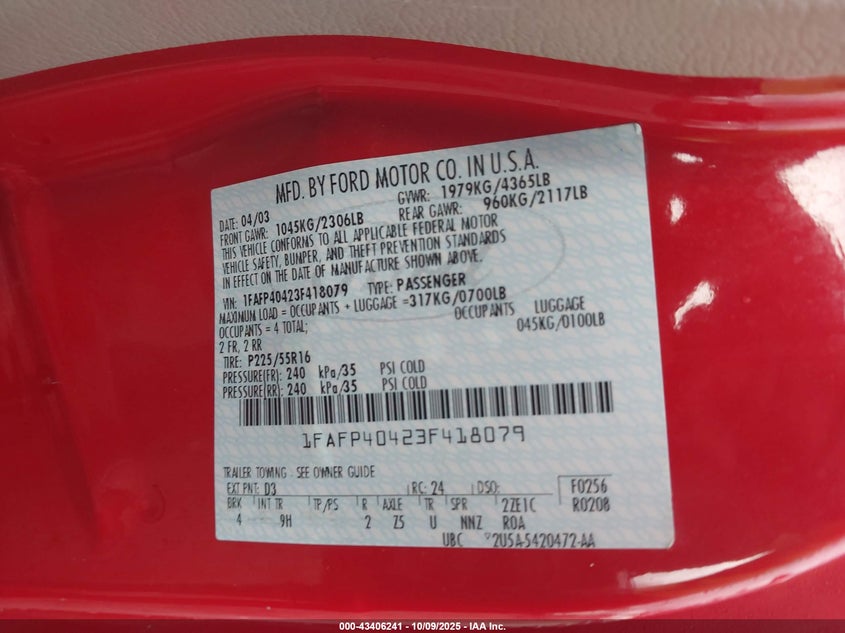 MFD. BY FORD MOTOR CO. IN U.S.A.
DATE: 04/03 GVWR: 1979KG/4365LB
FRONT GAWR: 1045KG/2306LB REAR GAWR: 960KG/2117LB
THIS VEHICLE CONFORMS TO ALL APPLICABLE FEDERAL MOTOR
VEHICLE SAFETY, BUMPER, AND THEFT PREVENTION STANDARDS
IN EFFECT ON THE DATE OF MANUFACTURE SHOWN ABOVE.
VIN: 1FAFP40423F418079 TYPE: PASSENGER
MAXIMUM LOAD = OCCUPANTS + LUGGAGE =317KG/0700LB
OCCUPANTS = 4 TOTAL; OCCUPANTS LUGGAGE
2 FR, 2 RR 045KG/0100LB
TIRE: P225/55R16
PRESSURE(FR): 240 kPa/35 PSI COLD
PRESSURE(RR): 240 kPa/35 PSI COLD
1FAFP40423F418079
TRAILER TOWING - SEE OWNER GUIDE
EXT PNT: D3 RC: 24 DSO: F0256
BRK INT TR TP/PS R AXLE TR SPR 2ZE1C R0208
4 9H 2 Z5 U NNZ ROA
UBC 2U5A-5420472-AA
000-43406241 - 10/09/2025 - IAA Inc.